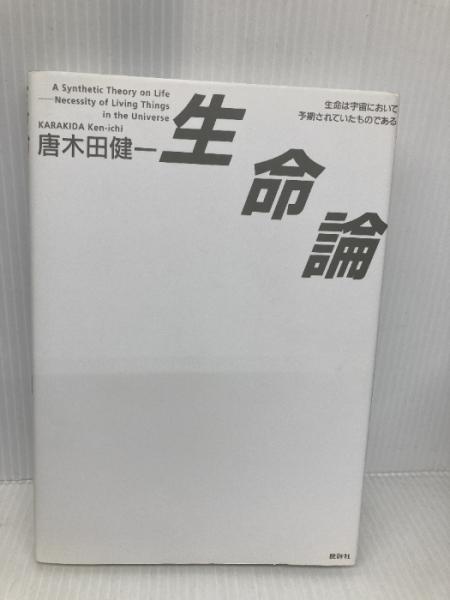 A Synthetic Theory on Life
——Necessity of Living Things
in the Universe
KARAKIDA Ken-ichi
唐木田健一
生命論
生命は宇宙において
予期されていたものである
批評社